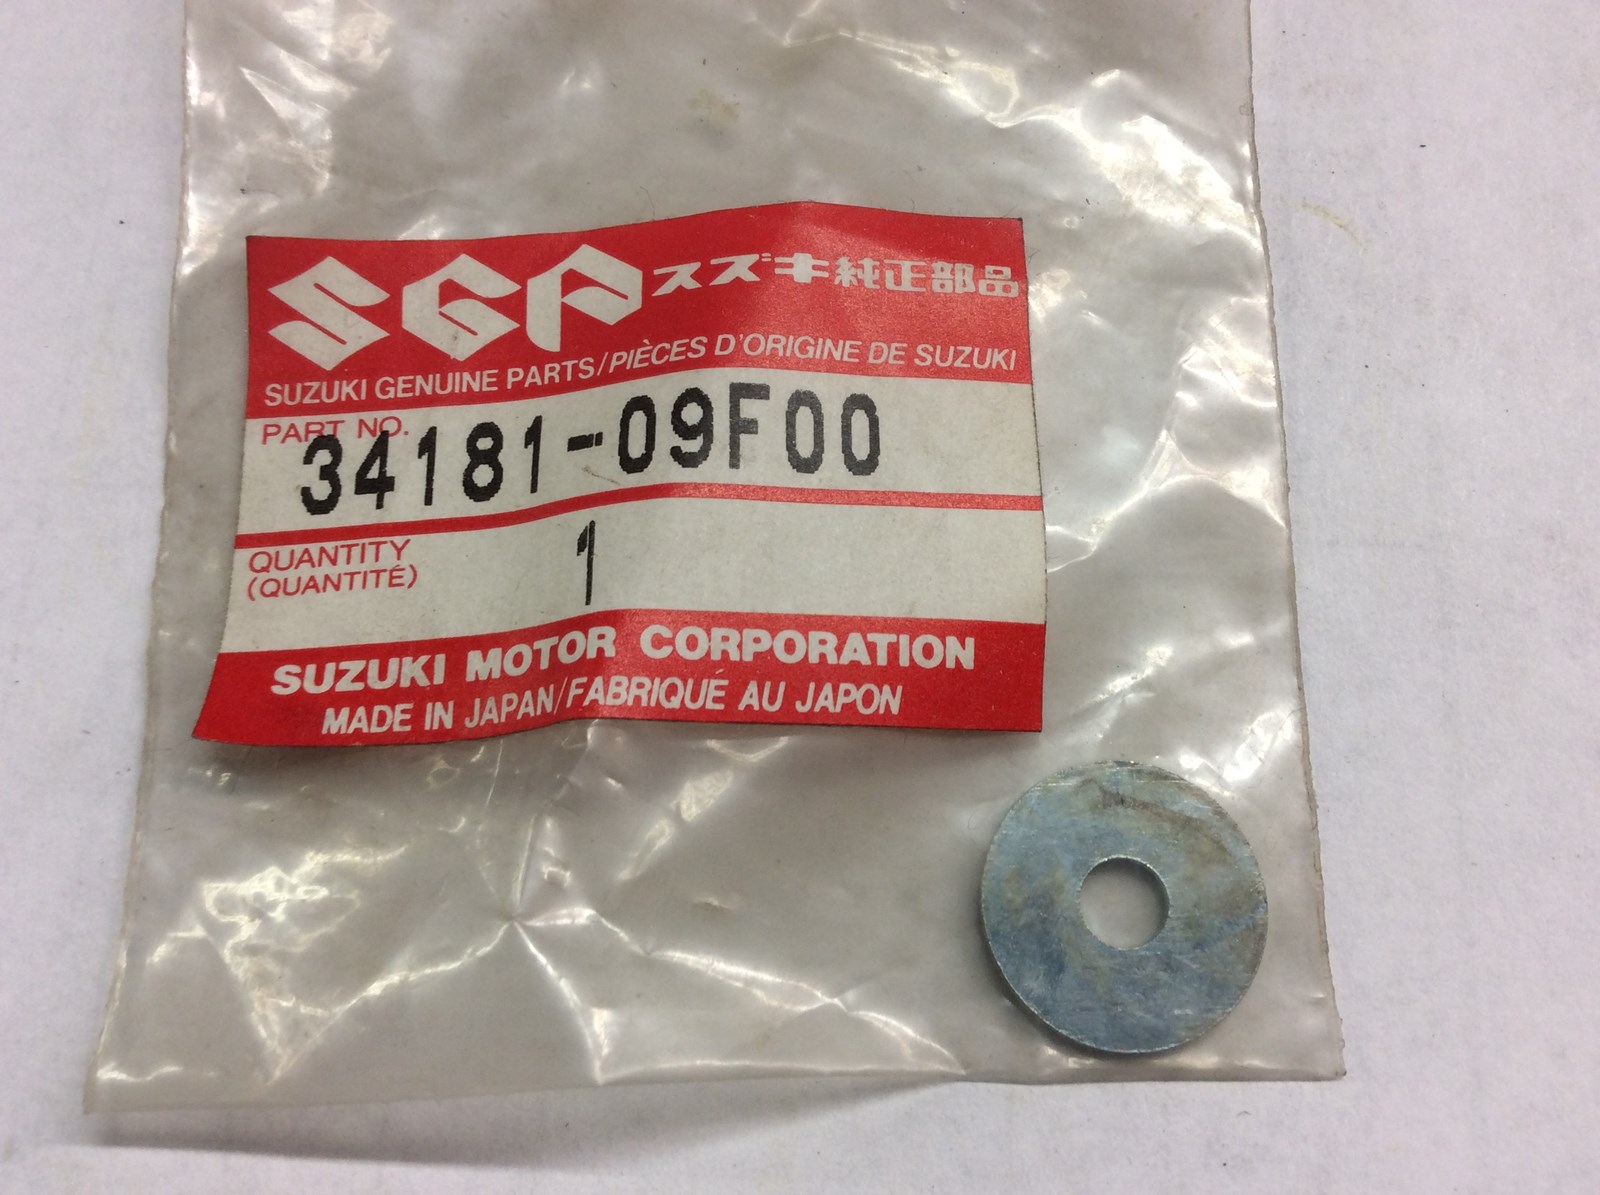 SGP スズキ純正部品
SUZUKI GENUINE PARTS/PIÈCES D'ORIGINE DE SUZUKI
PART NO.
34181-09F00
QUANTITY
(QUANTITÉ)
1
SUZUKI MOTOR CORPORATION
MADE IN JAPAN/FABRIQUÉ AU JAPON